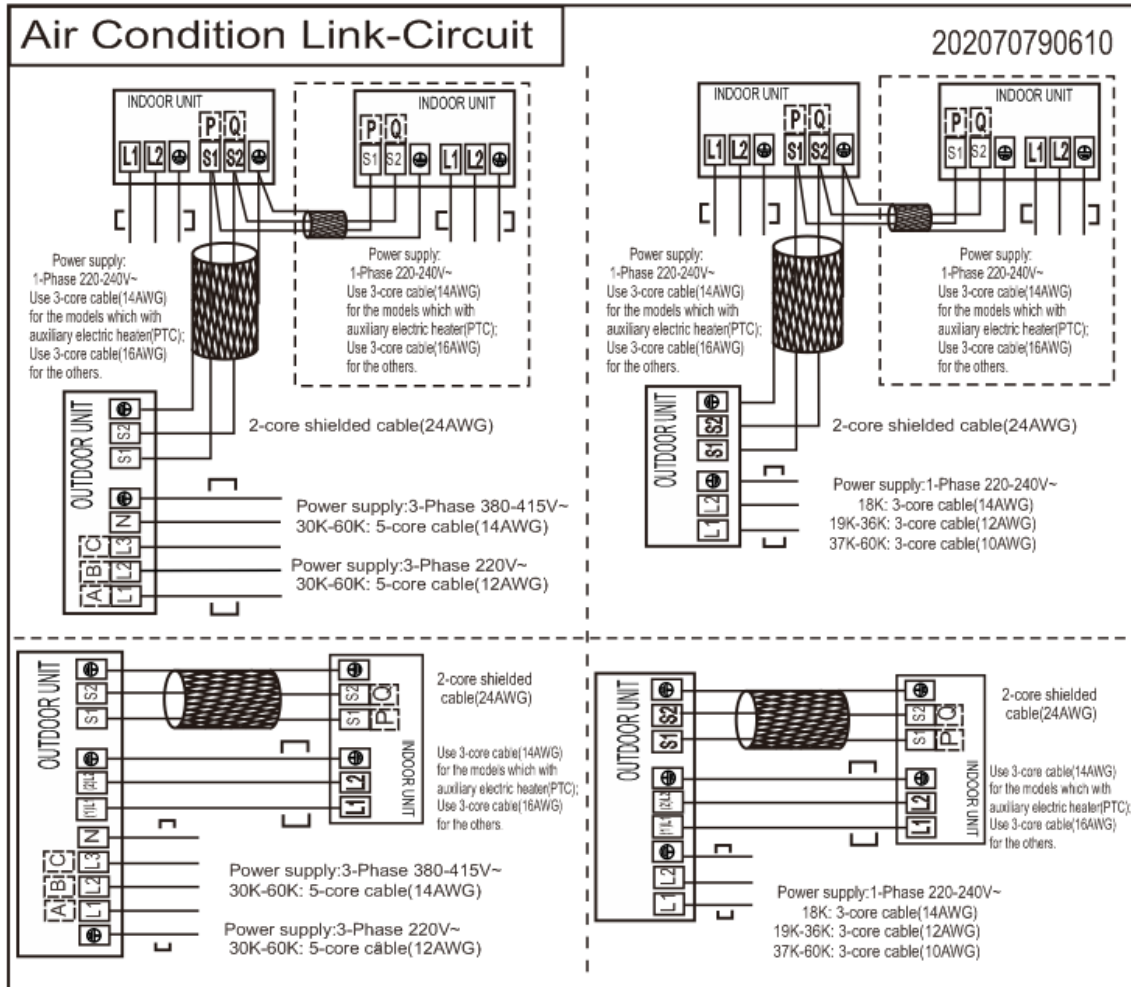 Air Condition Link-Circuit
202070790610
INDOOR UNIT
P Q
L1 L2 S1 S2
INDOOR UNIT
P Q
S1 S2 L1 L2
Power supply:
1-Phase 220-240V~
Use 3-core cable(14AWG)
for the models which with
auxiliary electric heater(PTC);
Use 3-core cable(16AWG)
for the others.
Power supply:
1-Phase 220-240V~
Use 3-core cable(14AWG)
for the models which with
auxiliary electric heater(PTC);
Use 3-core cable(16AWG)
for the others.
OUTDOOR UNIT
S2
S1
N
C L3
B L2
A L1
2-core shielded cable(24AWG)
Power supply:3-Phase 380-415V~
30K-60K: 5-core cable(14AWG)
Power supply:3-Phase 220V~
30K-60K: 5-core cable(12AWG)
INDOOR UNIT
P Q
L1 L2 S1 S2
INDOOR UNIT
P Q
S1 S2 L1 L2
Power supply:
1-Phase 220-240V~
Use 3-core cable(14AWG)
for the models which with
auxiliary electric heater(PTC);
Use 3-core cable(16AWG)
for the others.
Power supply:
1-Phase 220-240V~
Use 3-core cable(14AWG)
for the models which with
auxiliary electric heater(PTC);
Use 3-core cable(16AWG)
for the others.
OUTDOOR UNIT
S2
S1
L2
L1
2-core shielded cable(24AWG)
Power supply:1-Phase 220-240V~
18K: 3-core cable(14AWG)
19K-36K: 3-core cable(12AWG)
37K-60K: 3-core cable(10AWG)
OUTDOOR UNIT
S2
S1
(2)L2
(1)L1
N
C L3
B L2
A L1
S2 Q
S1 P
L2
L1
INDOOR UNIT
2-core shielded
cable(24AWG)
Use 3-core cable(14AWG)
for the models which with
auxiliary electric heater(PTC);
Use 3-core cable(16AWG)
for the others.
Power supply:3-Phase 380-415V~
30K-60K: 5-core cable(14AWG)
Power supply:3-Phase 220V~
30K-60K: 5-core cable(12AWG)
OUTDOOR UNIT
S2
S1
(2)L2
(1)L1
L2
L1
S2 Q
S1 P
L2
L1
INDOOR UNIT
2-core shielded
cable(24AWG)
Use 3-core cable(14AWG)
for the models which with
auxiliary electric heater(PTC);
Use 3-core cable(16AWG)
for the others.
Power supply:1-Phase 220-240V~
18K: 3-core cable(14AWG)
19K-36K: 3-core cable(12AWG)
37K-60K: 3-core cable(10AWG)